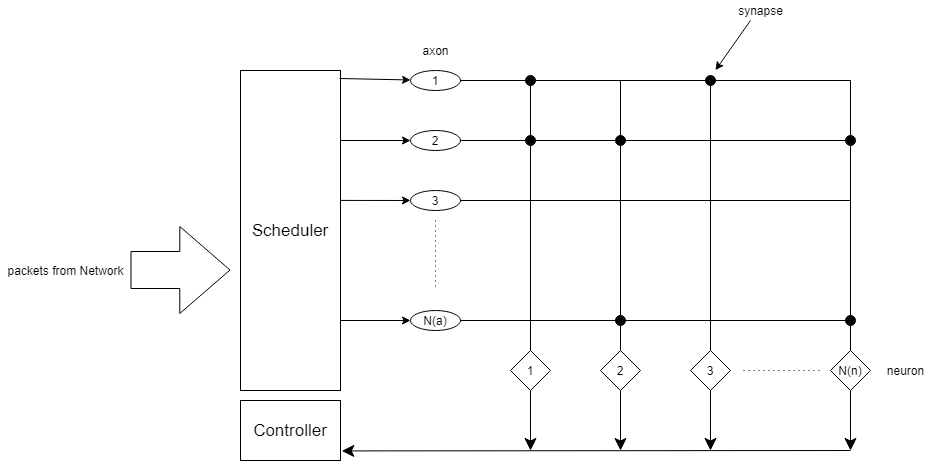 synapse
axon
1
2
Scheduler
3
packets from Network
N(a)
1
2
3
N(n)
neuron
Controller